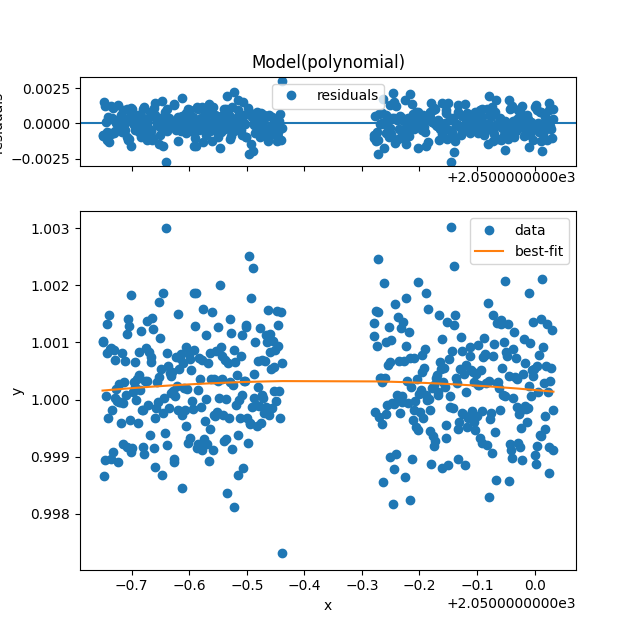 Model(polynomial)
0.0025
0.0000
−0.0025
residuals
+2.0500000000e3
1.003
1.002
1.001
1.000
0.999
0.998
y
data
best-fit
−0.7
−0.6
−0.5
−0.4
−0.3
−0.2
−0.1
0.0
x
+2.0500000000e3